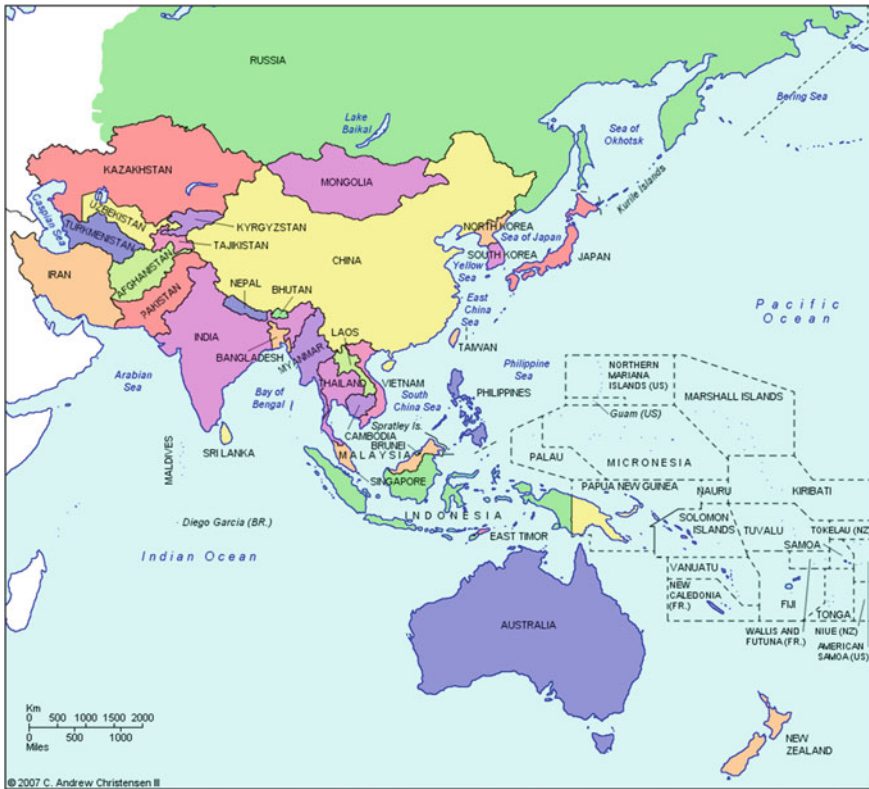 RUSSIA
Bering Sea
Lake
Baikal
Sea of
Okhotsk
KAZAKHSTAN
MONGOLIA
Kurile Islands
Caspian Sea
UZBEKISTAN
TURKMENISTAN
KYRGYZSTAN
TAJIKISTAN
NORTH KOREA
Sea of Japan
SOUTH KOREA
JAPAN
CHINA
Yellow
Sea
IRAN
AFGHANISTAN
PAKISTAN
NEPAL
BHUTAN
East
China
Sea
Pacific
Ocean
INDIA
LAOS
TAIWAN
BANGLADESH
MYANMAR
Arabian
Sea
Philippine
Sea
NORTHERN
MARIANA
ISLANDS (US)
THAILAND
VIETNAM
Bay of
Bengal
South
China Sea
PHILIPPINES
MARSHALL ISLANDS
Guam (US)
Spratley Is.
CAMBODIA
BRUNEI
SRI LANKA
MALDIVES
MALAYSIA
PALAU
MICRONESIA
SINGAPORE
PAPUA NEW GUINEA
NAURU
KIRIBATI
Diego Garcia (BR.)
INDONESIA
SOLOMON
ISLANDS
TUVALU
TOKELAU (NZ)
EAST TIMOR
SAMOA
Indian Ocean
VANUATU
NEW
CALEDONIA
(FR.)
FIJI
TONGA
AUSTRALIA
WALLIS AND
FUTUNA (FR.)
NIUE (NZ)
AMERICAN
SAMOA (US)
Km
0 500 1000 1500 2000
0 500 1000
Miles
NEW
ZEALAND
© 2007 C. Andrew Christensen III